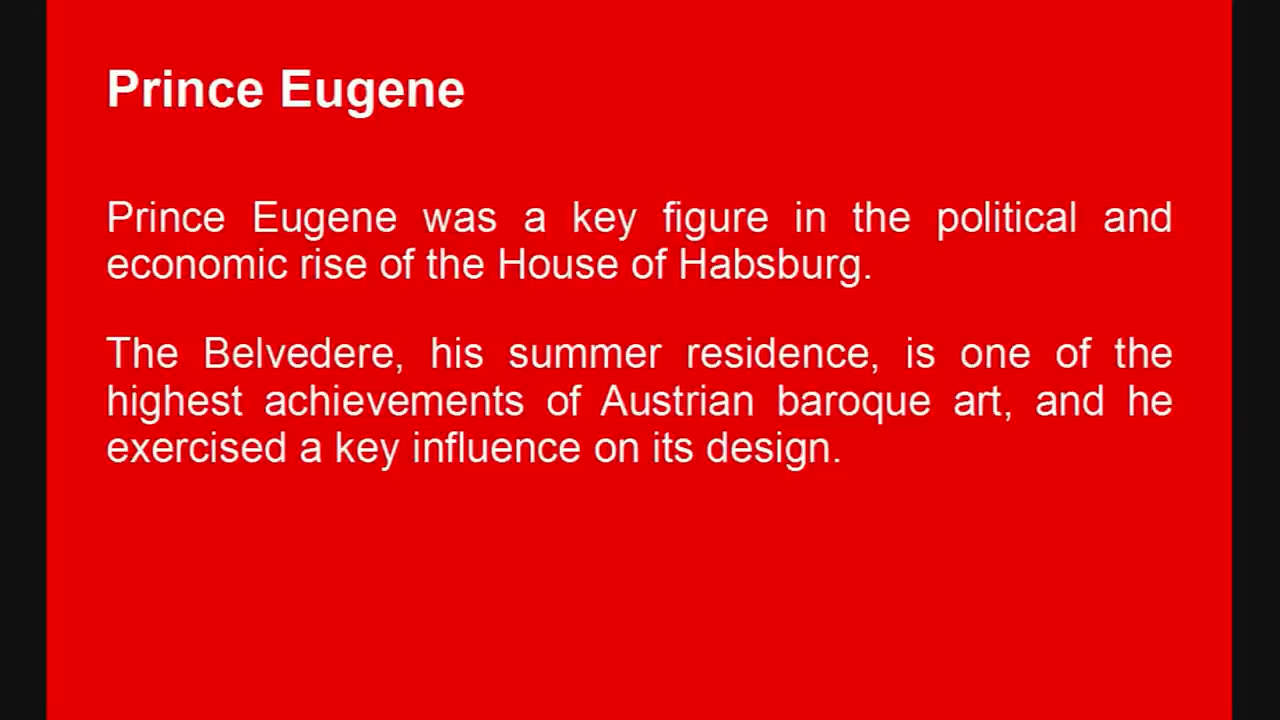 Prince Eugene
Prince Eugene was a key figure in the political and
economic rise of the House of Habsburg.
The Belvedere, his summer residence, is one of the
highest achievements of Austrian baroque art, and he
exercised a key influence on its design.